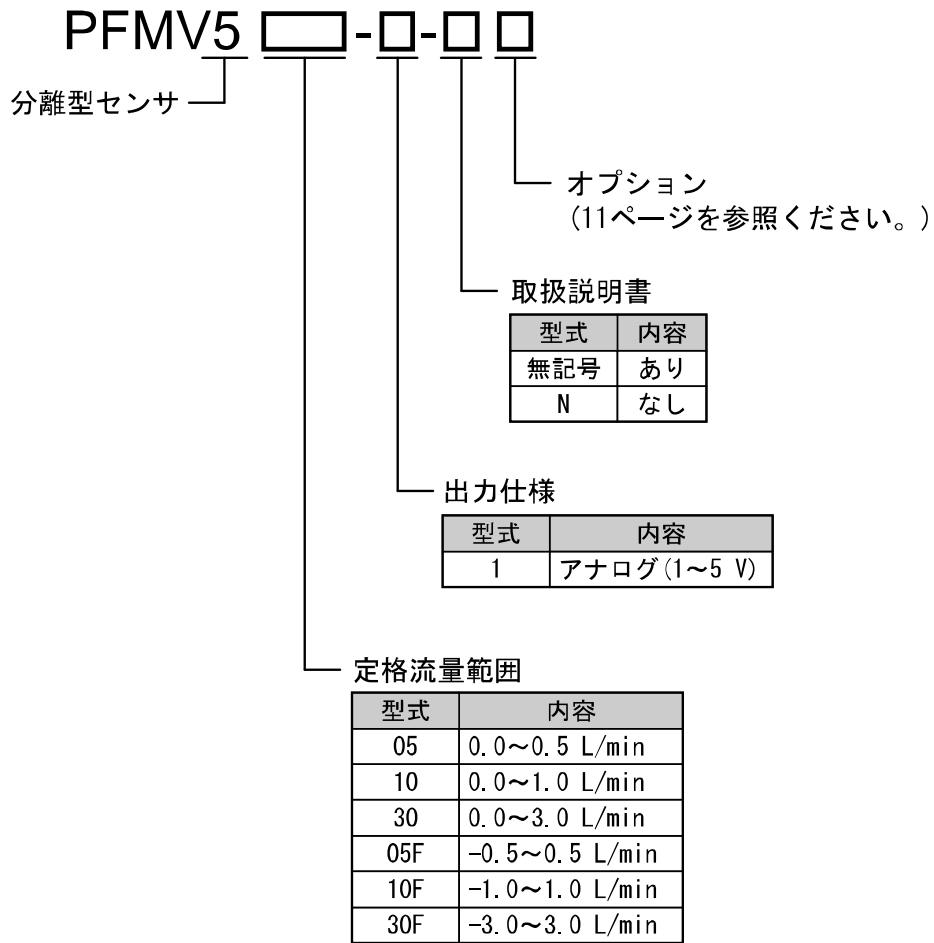 PFMV5 □-□-□□
分離型センサ
オプション
(11ページを参照ください。)
取扱説明書
型式 内容
無記号 あり
N なし
出力仕様
型式 内容
1 アナログ(1～5 V)
定格流量範囲
型式 内容
05 0.0～0.5 L/min
10 0.0～1.0 L/min
30 0.0～3.0 L/min
05F -0.5～0.5 L/min
10F -1.0～1.0 L/min
30F -3.0～3.0 L/min